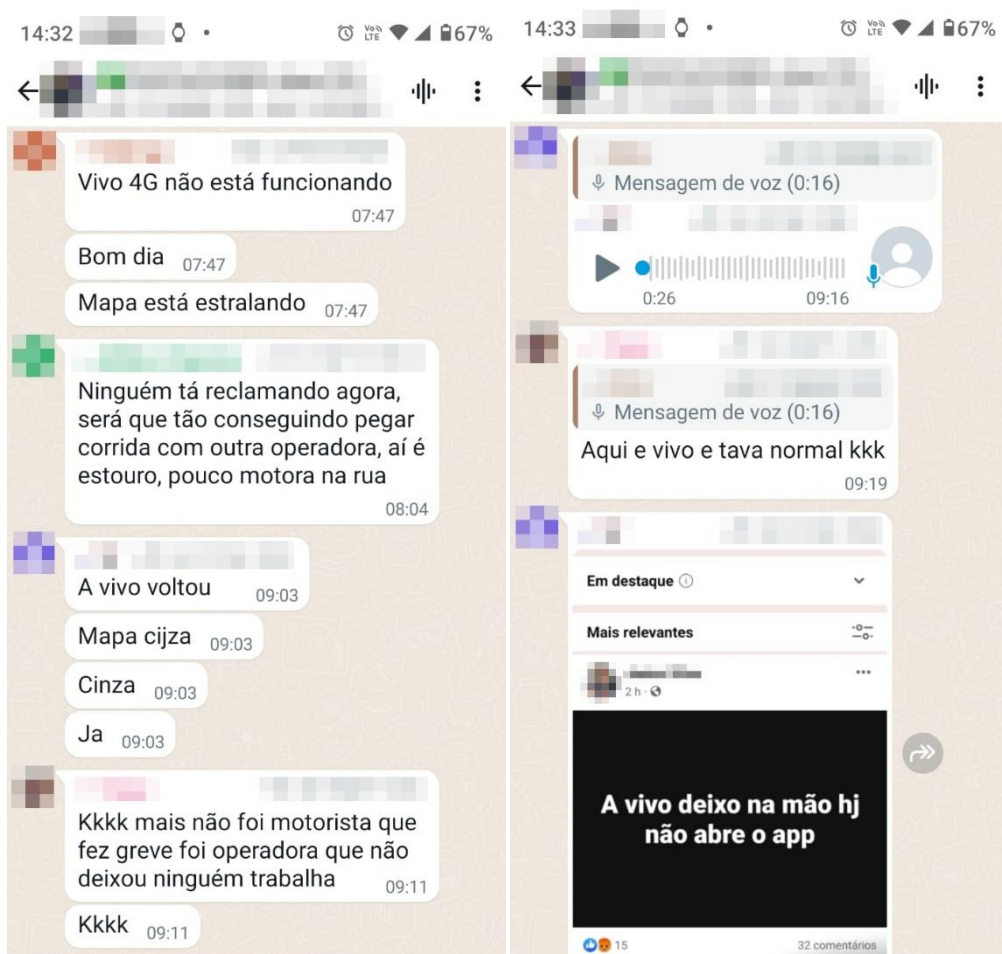 14:32
VoD LTE
67%
Vivo 4G não está funcionando
07:47
Bom dia 07:47
Mapa está estralando 07:47
Ninguém tá reclamando agora,
será que tão conseguindo pegar
corrida com outra operadora, aí é
estouro, pouco motora na rua
08:04
A vivo voltou 09:03
Mapa cijza 09:03
Cinza 09:03
Ja 09:03
Kkkk mais não foi motorista que
fez greve foi operadora que não
deixou ninguém trabalha 09:11
Kkkk 09:11
14:33
LTE
67%
Mensagem de voz (0:16)
0:26 09:16
Mensagem de voz (0:16)
Aqui e vivo e tava normal kkk
09:19
Em destaque
Mais relevantes
2 h
A vivo deixo na mão hj
não abre o app
15 32 comentários